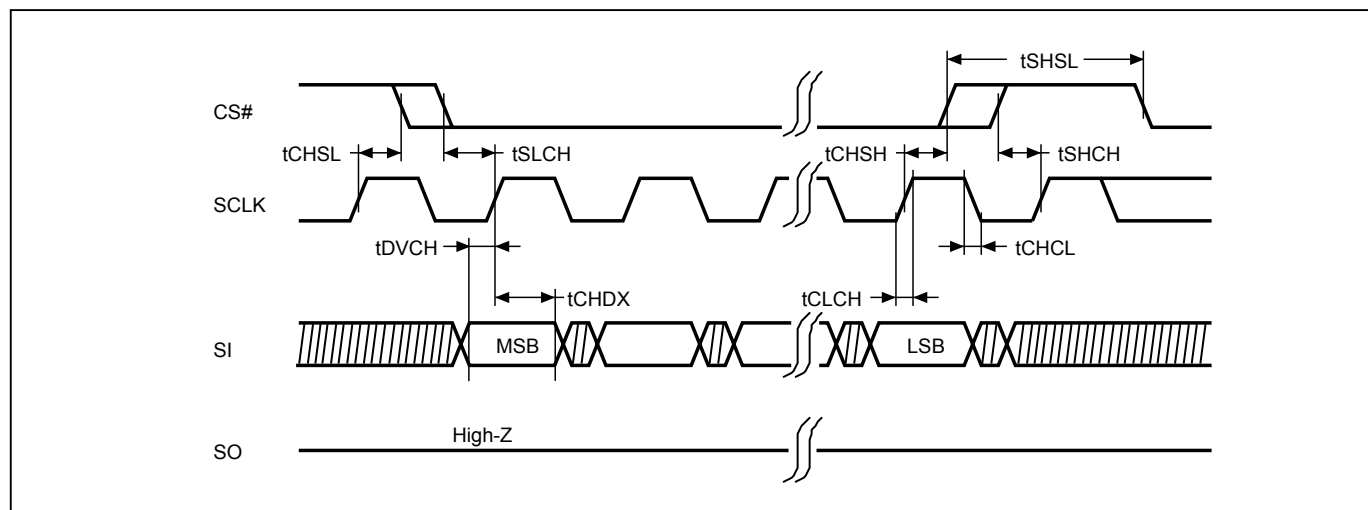 tSHSL
CS#
tCHSL
tSLCH
tCHSH
tSHCH
SCLK
tDVCH
tCHCL
tCHDX
tCLCH
SI
MSB
LSB
High-Z
SO